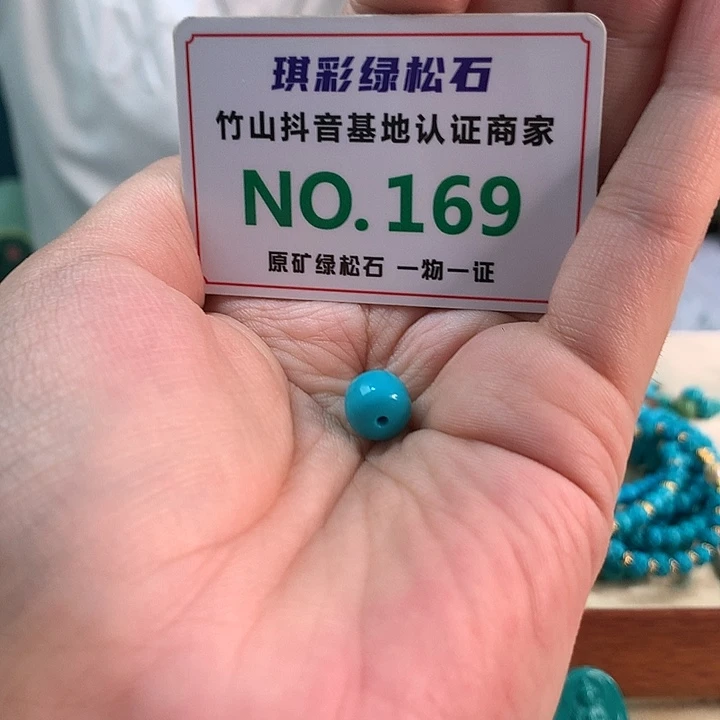 琪彩绿松石
竹山抖音基地认证商家
NO.169
原矿绿松石 一物一证